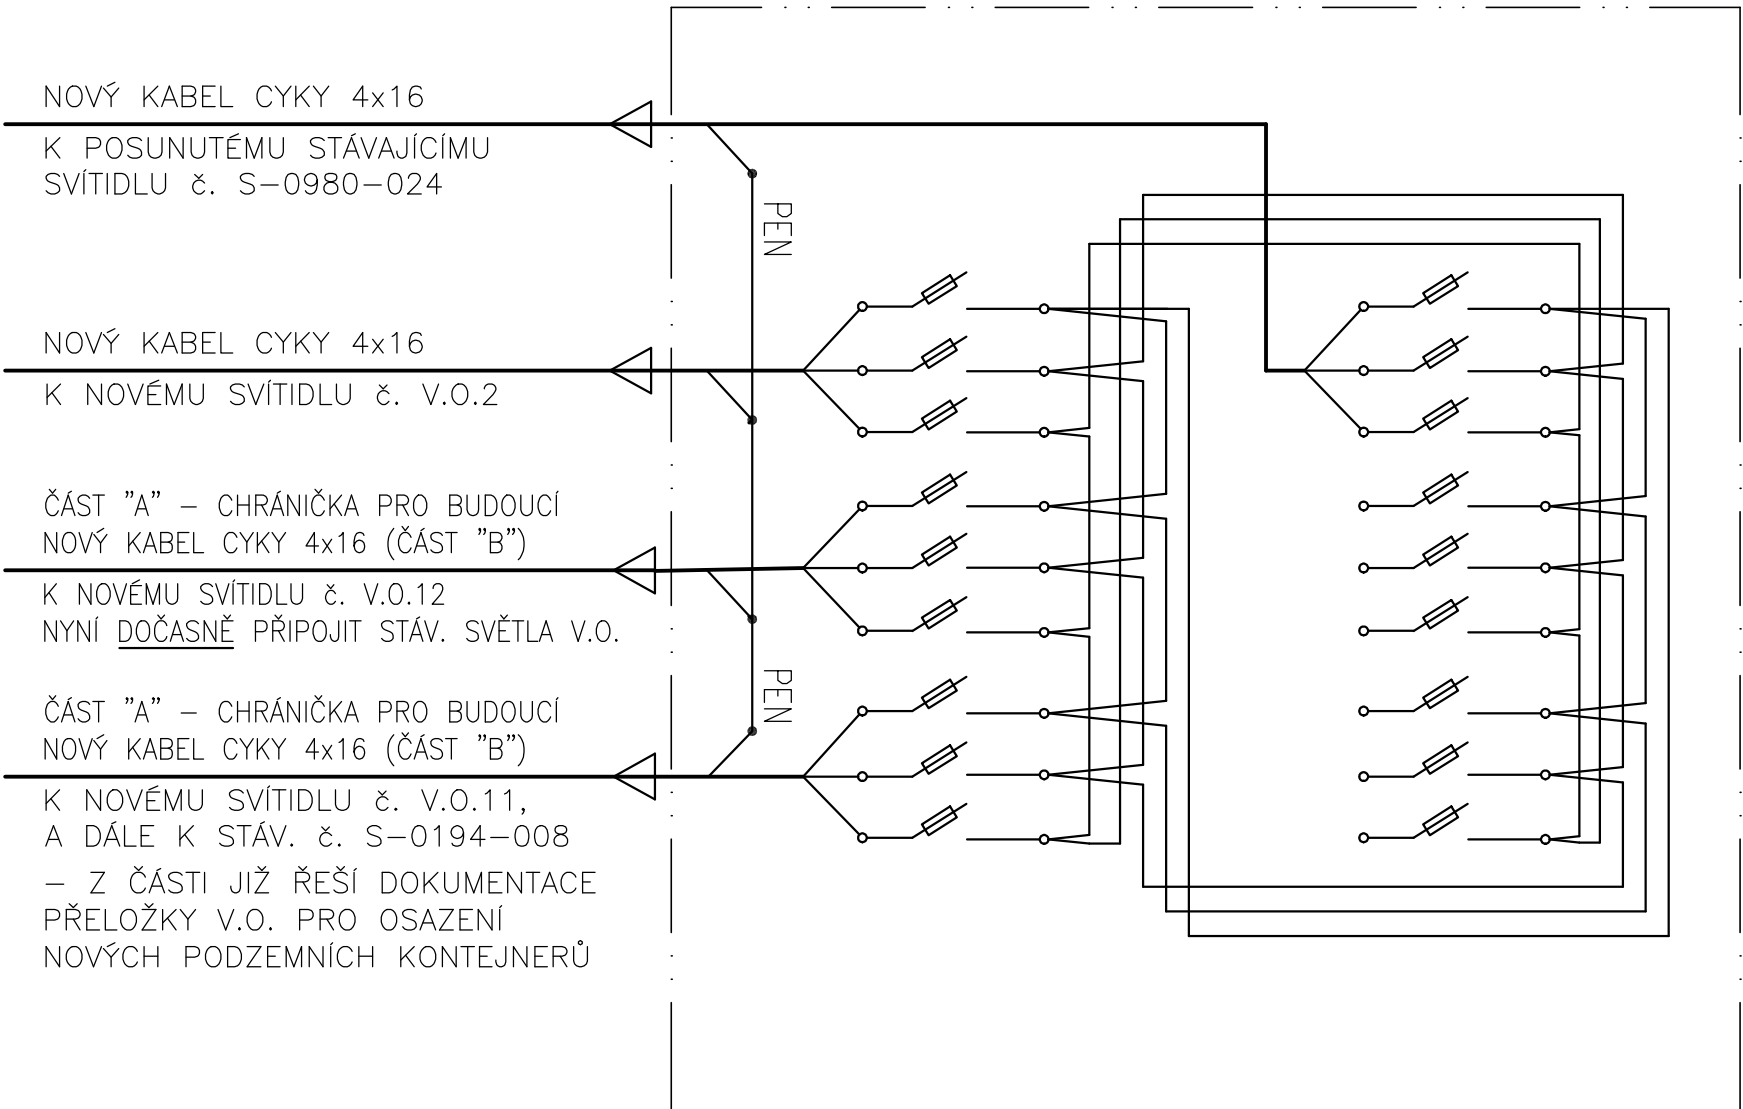 NOVÝ KABEL CYKY 4x16
K POSUNUTÉMU STÁVAJÍCÍMU
SVÍTIDLU č. S-0980-024
PEN
NOVÝ KABEL CYKY 4x16
K NOVÉMU SVÍTIDLU č. V.O.2
ČÁST "A" - CHRÁNIČKA PRO BUDOUCÍ
NOVÝ KABEL CYKY 4x16 (ČÁST "B")
K NOVÉMU SVÍTIDLU č. V.O.12
NYNÍ DOČASNĚ PŘIPOJIT STÁV. SVĚTLA V.O.
PEN
ČÁST "A" - CHRÁNIČKA PRO BUDOUCÍ
NOVÝ KABEL CYKY 4x16 (ČÁST "B")
K NOVÉMU SVÍTIDLU č. V.O.11,
A DÁLE K STÁV. č. S-0194-008
- Z ČÁSTI JIŽ ŘEŠÍ DOKUMENTACE
PŘELOŽKY V.O. PRO OSAZENÍ
NOVÝCH PODZEMNÍCH KONTEJNERŮ